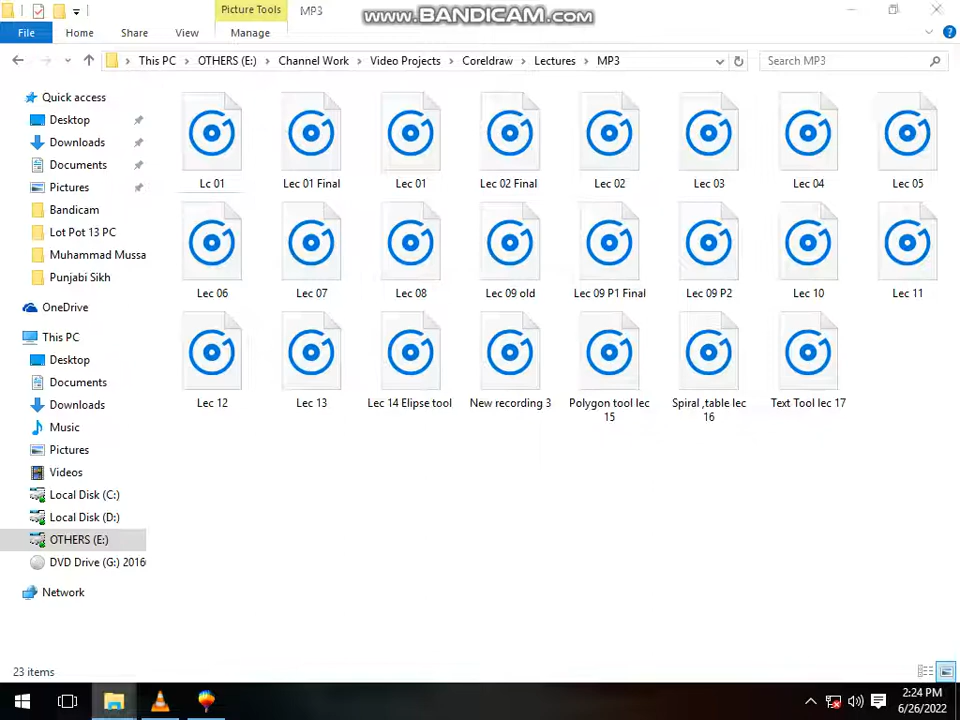 Picture Tools
MP3
www.BANDICAM.com
File
Home
Share
View
Manage
This PC
OTHERS (E:)
Channel Work
Video Projects
Coreldraw
Lectures
MP3
Search MP3
Quick access
Desktop
Downloads
Documents
Pictures
Bandicam
Lot Pot 13 PC
Muhammad Mussa
Punjabi Sikh
OneDrive
This PC
Desktop
Documents
Downloads
Music
Pictures
Videos
Local Disk (C:)
Local Disk (D:)
OTHERS (E:)
DVD Drive (G:) 2016
Network
Lc 01
Lec 01 Final
Lec 01
Lec 02 Final
Lec 02
Lec 03
Lec 04
Lec 05
Lec 06
Lec 07
Lec 08
Lec 09 old
Lec 09 P1 Final
Lec 09 P2
Lec 10
Lec 11
Lec 12
Lec 13
Lec 14 Elipse tool
New recording 3
Polygon tool lec
15
Spiral ,table lec
16
Text Tool lec 17
23 items
2:24 PM
6/26/2022